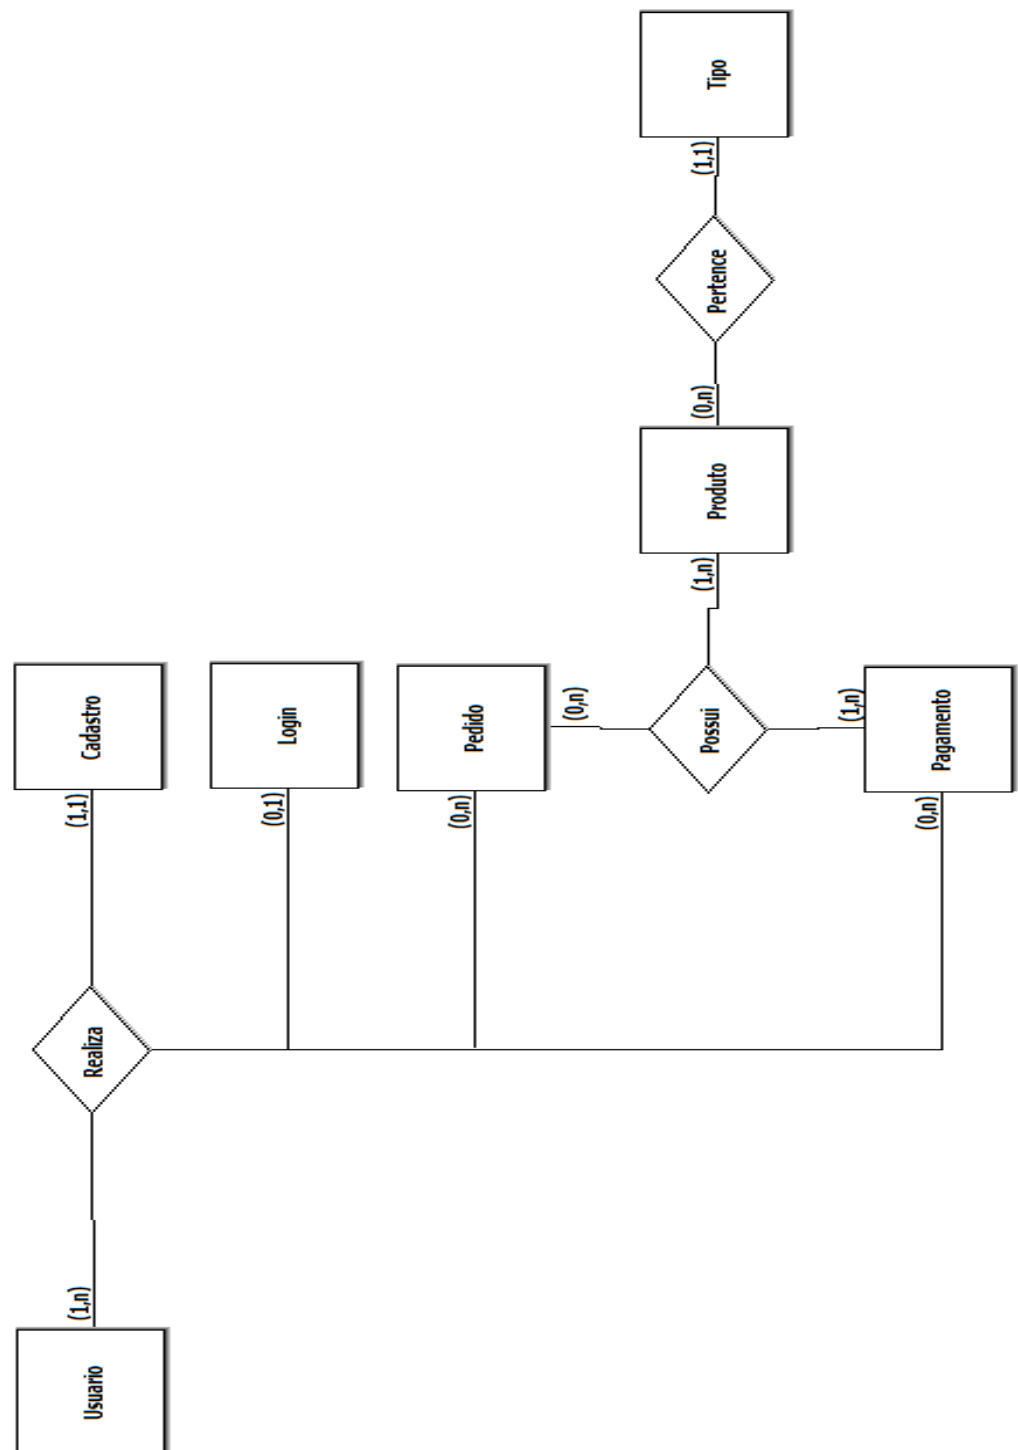 Tipo
(1,1)
Pertence
(0,n)
Produto
(1,n)
Cadastro
(1,1)
Login
(0,1)
Pedido
(0,n)
(0,n)
Possui
(1,n)
Pagamento
(0,n)
Realiza
(1,n)
Usuario